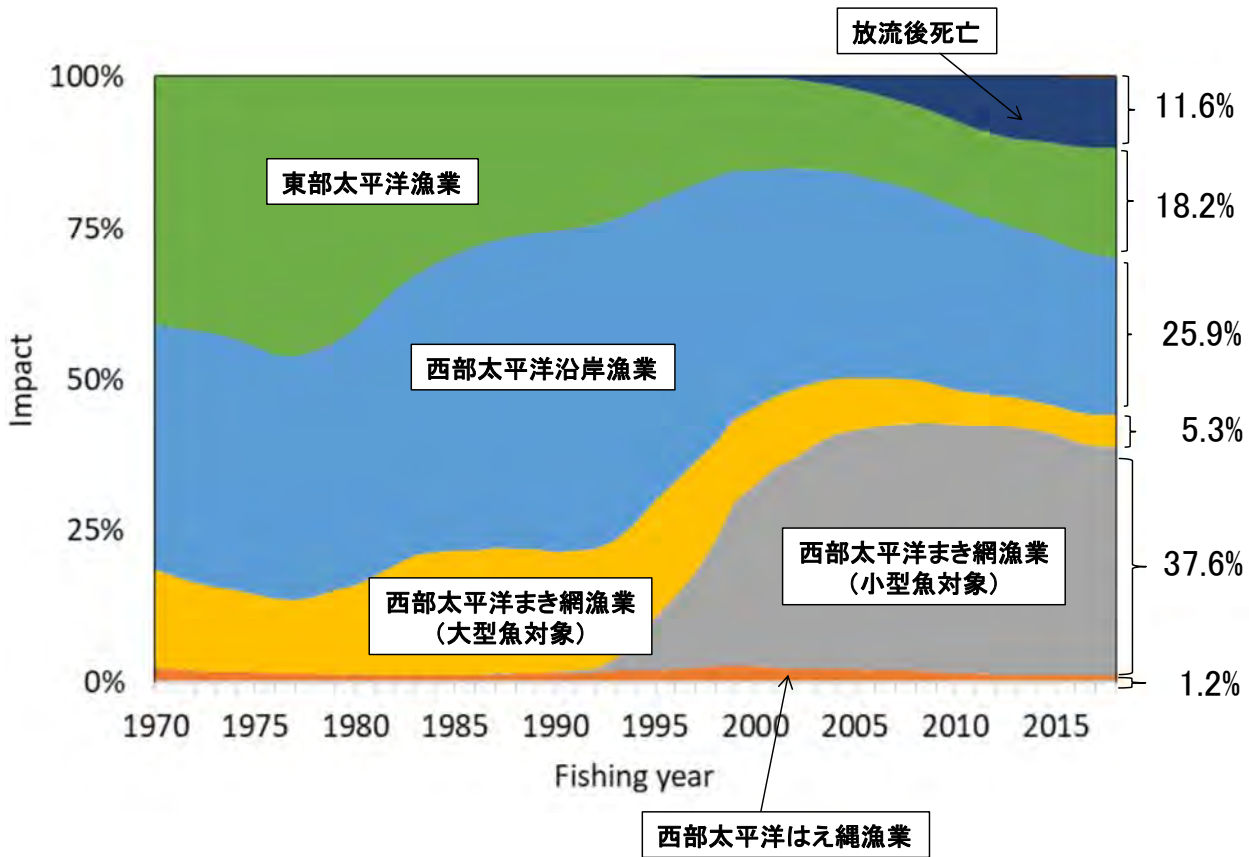 放流後死亡
100%
11.6%
東部太平洋漁業
18.2%
75%
25.9%
西部太平洋沿岸漁業
50%
Impact
5.3%
25%
西部太平洋まき網漁業
（小型魚対象）
37.6%
西部太平洋まき網漁業
（大型魚対象）
0%
1.2%
1970 1975 1980 1985 1990 1995 2000 2005 2010 2015
Fishing year
西部太平洋はえ縄漁業